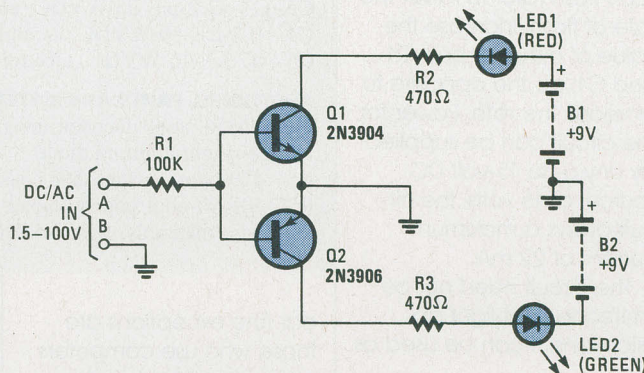 LED1
(RED)
R2
470Ω
+
B1
+9V
Q1
2N3904
R1
100K
DC/AC
IN
1.5–100V
A
B
Q2
2N3906
+
B2
+9V
R3
470Ω
LED2
(GREEN)